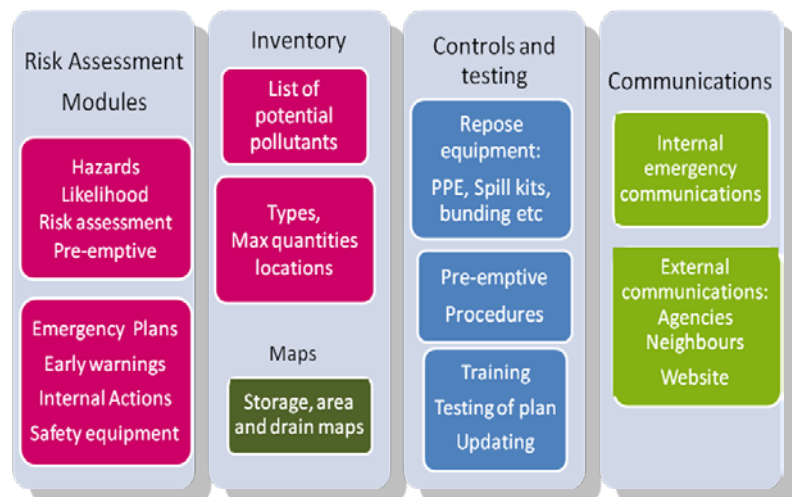 Risk Assessment
Modules
Hazards
Likelihood
Risk assessment
Pre-emptive
Emergency Plans
Early warnings
Internal Actions
Safety equipment
Inventory
List of
potential
pollutants
Types,
Max quantities
locations
Maps
Storage, area
and drain maps
Controls and
testing
Repose
equipment:
PPE, Spill kits,
bunding etc
Pre-emptive
Procedures
Training
Testing of plan
Updating
Communications
Internal
emergency
communications
External
communications:
Agencies
Neighbours
Website